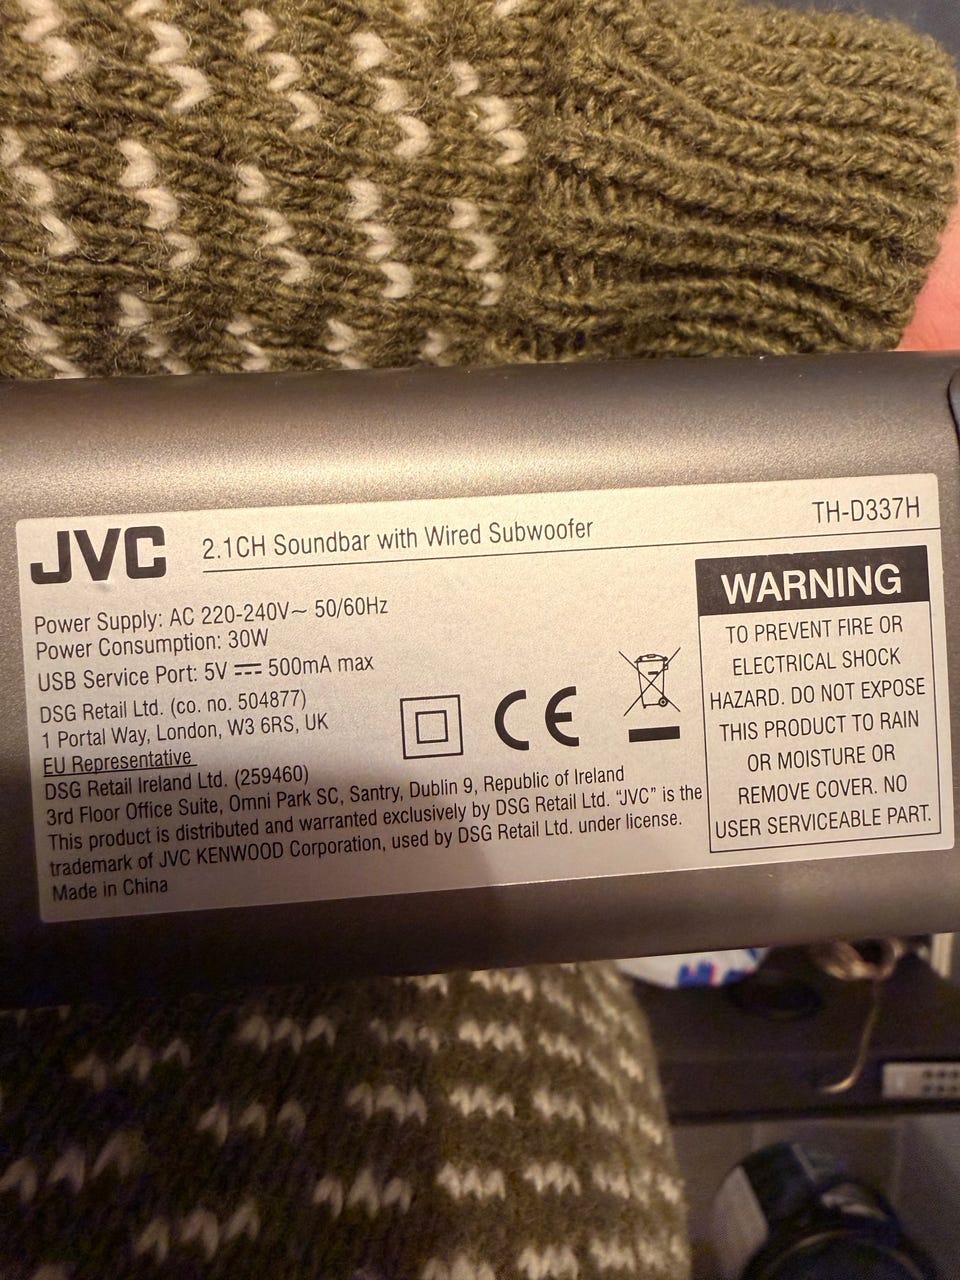 JVC
2.1CH Soundbar with Wired Subwoofer
TH-D337H
Power Supply: AC 220-240V~ 50/60Hz
Power Consumption: 30W
USB Service Port: 5V ⎓ 500mA max
DSG Retail Ltd. (co. no. 504877)
1 Portal Way, London, W3 6RS, UK
EU Representative
DSG Retail Ireland Ltd. (259460)
3rd Floor Office Suite, Omni Park SC, Santry, Dublin 9, Republic of Ireland
This product is distributed and warranted exclusively by DSG Retail Ltd. “JVC” is the
trademark of JVC KENWOOD Corporation, used by DSG Retail Ltd. under license.
Made in China
CE
WARNING
TO PREVENT FIRE OR
ELECTRICAL SHOCK
HAZARD. DO NOT EXPOSE
THIS PRODUCT TO RAIN
OR MOISTURE OR
REMOVE COVER. NO
USER SERVICEABLE PART.